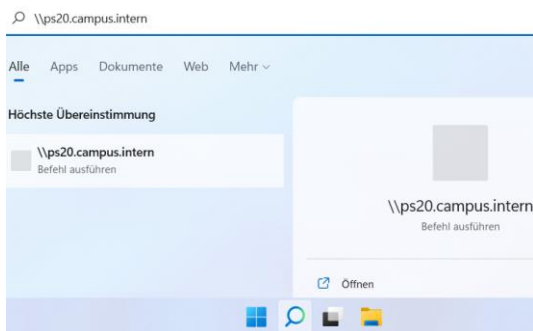 \\ps20.campus.intern
Alle Apps Dokumente Web Mehr
Höchste Übereinstimmung
\\ps20.campus.intern
Befehl ausführen
\\ps20.campus.intern
Befehl ausführen
Öffnen